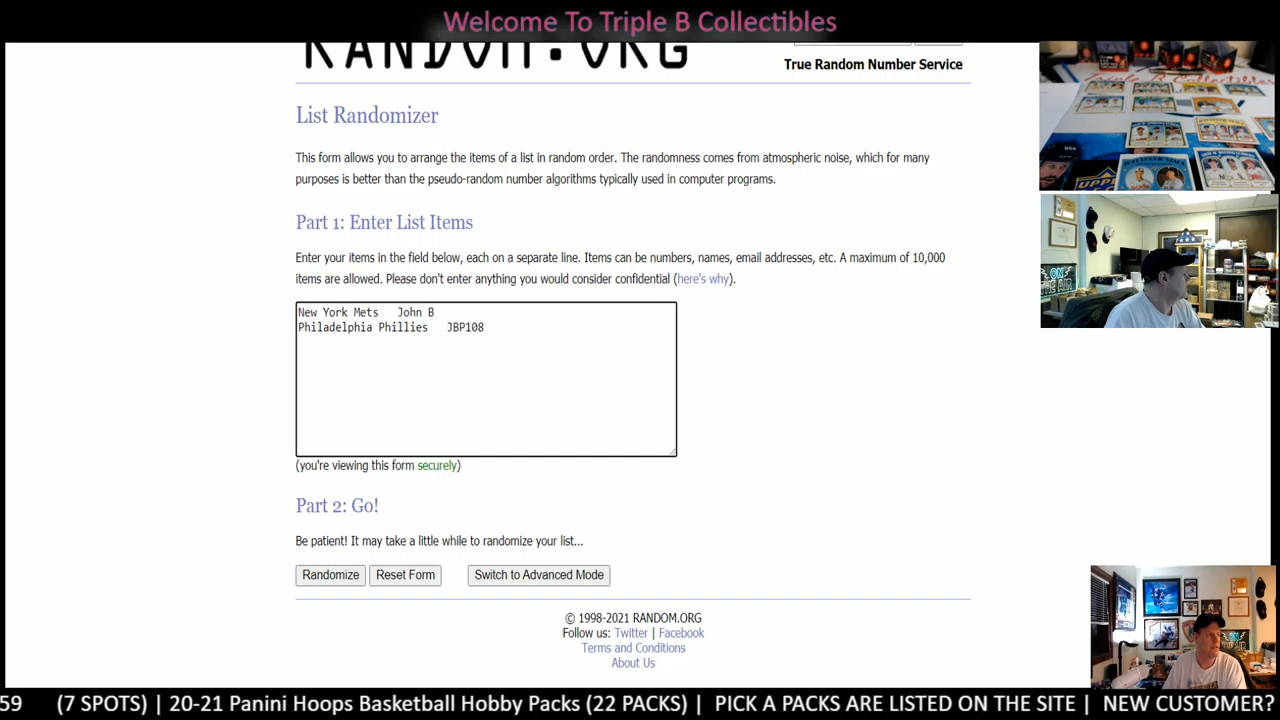 Welcome To Triple B Collectibles
RANDOM.ORG
True Random Number Service
List Randomizer
This form allows you to arrange the items of a list in random order. The randomness comes from atmospheric noise, which for many
purposes is better than the pseudo-random number algorithms typically used in computer programs.
Part 1: Enter List Items
Enter your items in the field below, each on a separate line. Items can be numbers, names, email addresses, etc. A maximum of 10,000
items are allowed. Please don't enter anything you would consider confidential (here's why).
New York Mets   John B
Philadelphia Phillies   JBP108
(you're viewing this form securely)
Part 2: Go!
Be patient! It may take a little while to randomize your list...
Randomize Reset Form Switch to Advanced Mode
© 1998-2021 RANDOM.ORG
Follow us: Twitter | Facebook
Terms and Conditions
About Us
Triple B Collectibles
UPPER
ON
THE AIR
59 (7 SPOTS) | 20-21 Panini Hoops Basketball Hobby Packs (22 PACKS) | PICK A PACKS ARE LISTED ON THE SITE | NEW CUSTOMER?